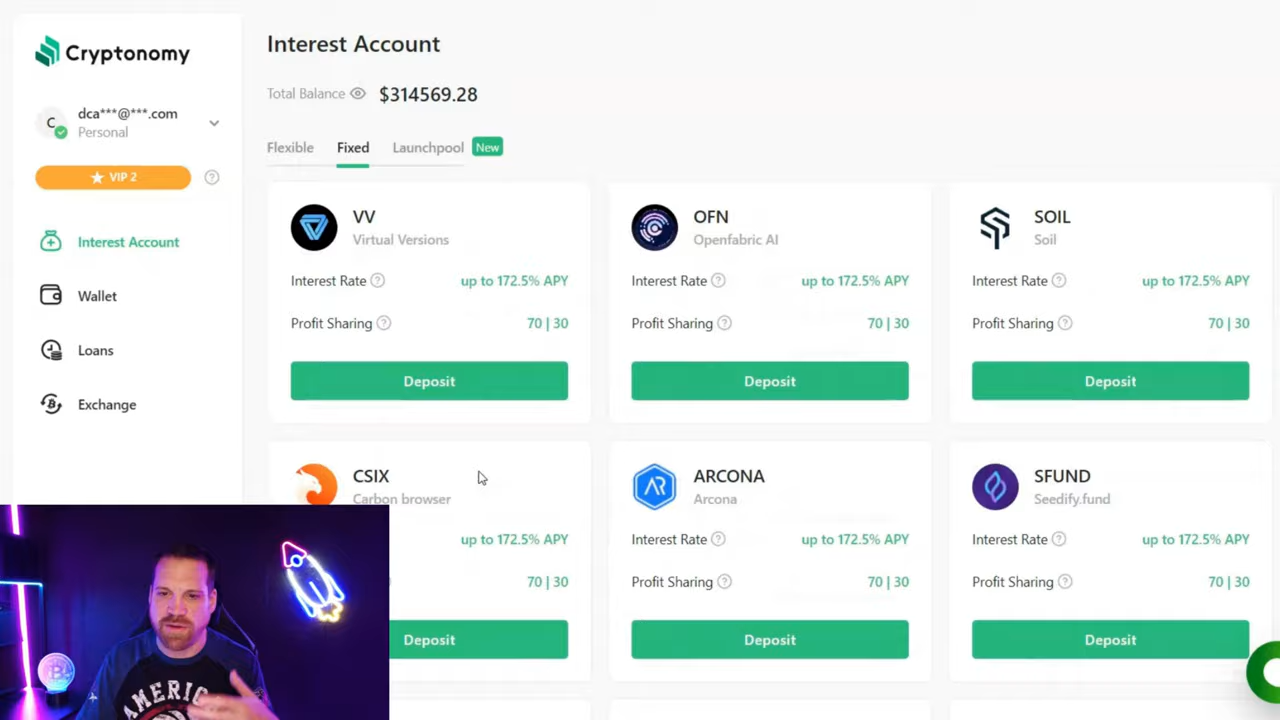 Cryptonomy
C
dca***@***.com
Personal
VIP 2
Interest Account
Wallet
Loans
Exchange
Interest Account
Total Balance $314569.28
Flexible Fixed Launchpool New
VV
Virtual Versions
Interest Rate up to 172.5% APY
Profit Sharing 70 | 30
Deposit
OFN
Openfabric AI
Interest Rate up to 172.5% APY
Profit Sharing 70 | 30
Deposit
SOIL
Soil
Interest Rate up to 172.5% APY
Profit Sharing 70 | 30
Deposit
CSIX
Carbon browser
up to 172.5% APY
70 | 30
Deposit
ARCONA
Arcona
Interest Rate up to 172.5% APY
Profit Sharing 70 | 30
Deposit
SFUND
Seedify.fund
Interest Rate up to 172.5% APY
Profit Sharing 70 | 30
Deposit